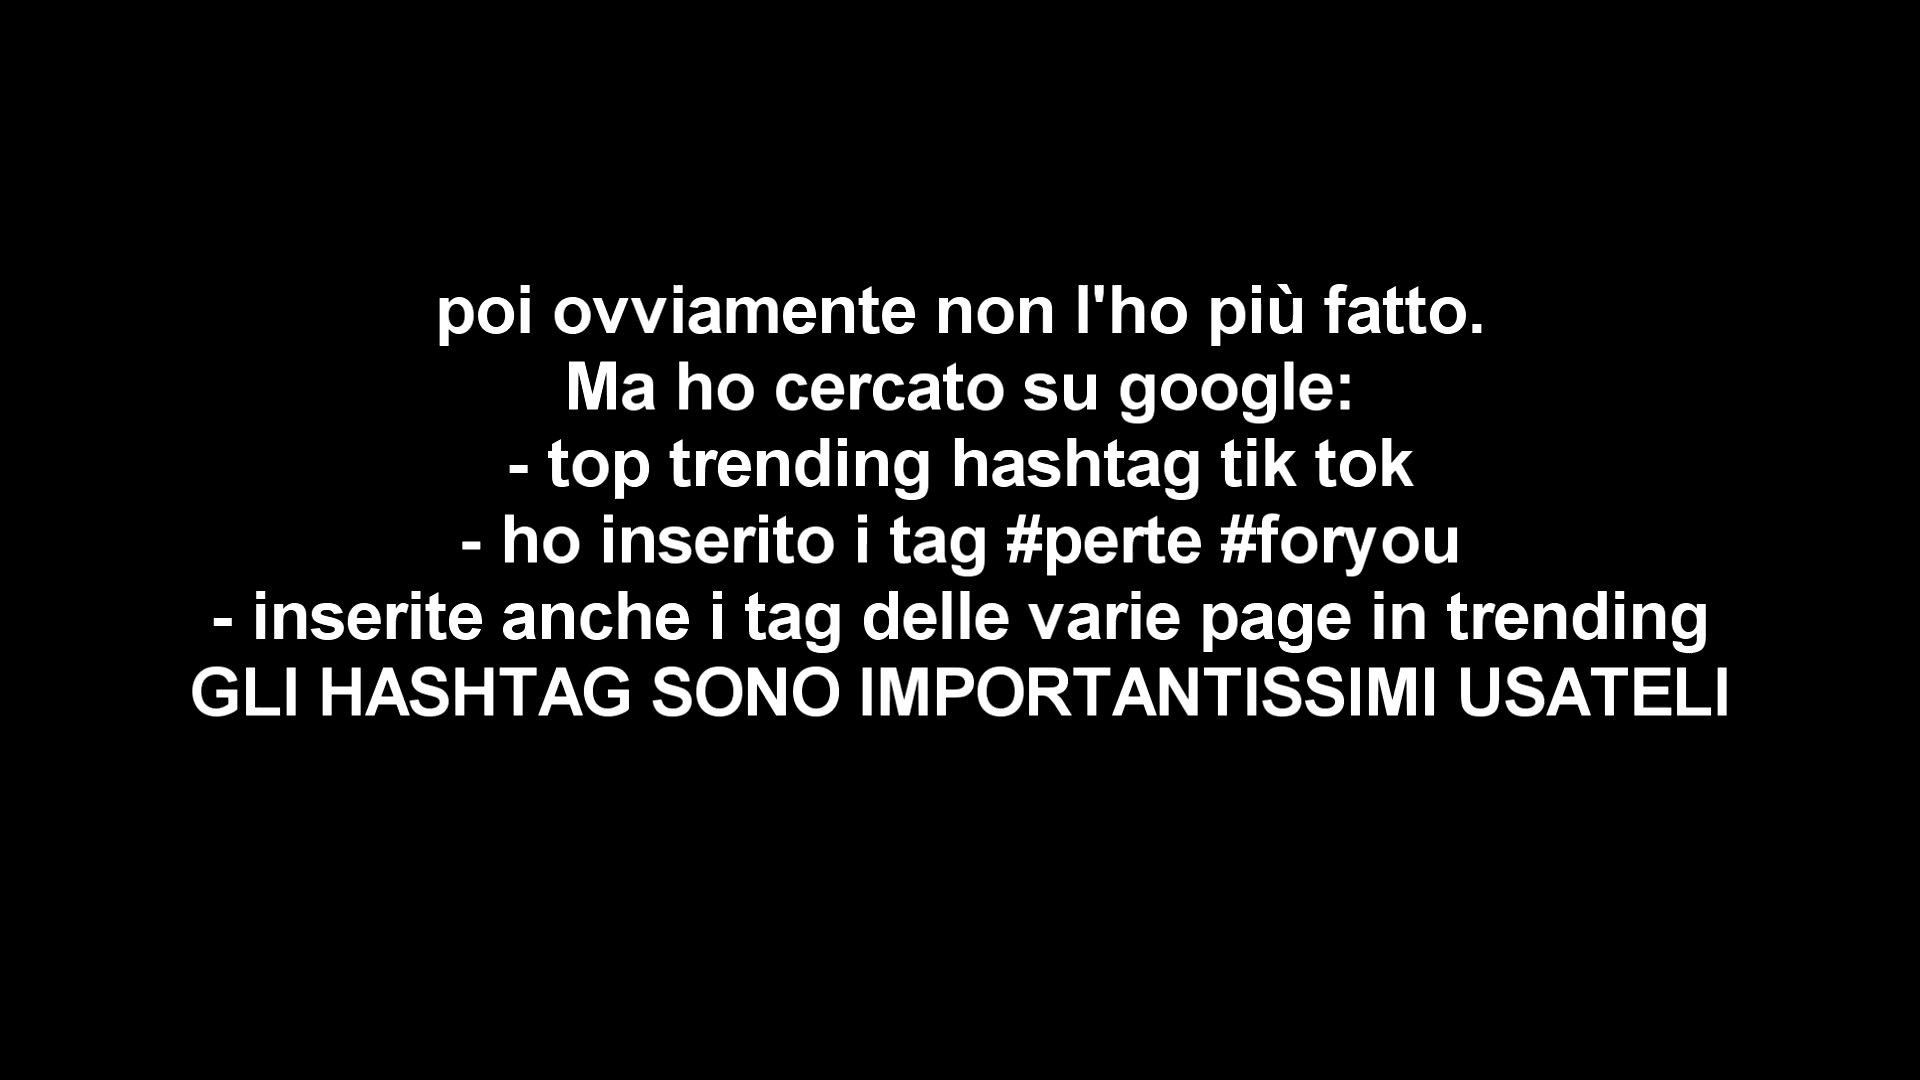 poi ovviamente non l'ho più fatto.
Ma ho cercato su google:
- top trending hashtag tik tok
- ho inserito i tag #perte #foryou
- inserite anche i tag delle varie page in trending
GLI HASHTAG SONO IMPORTANTISSIMI USATELI